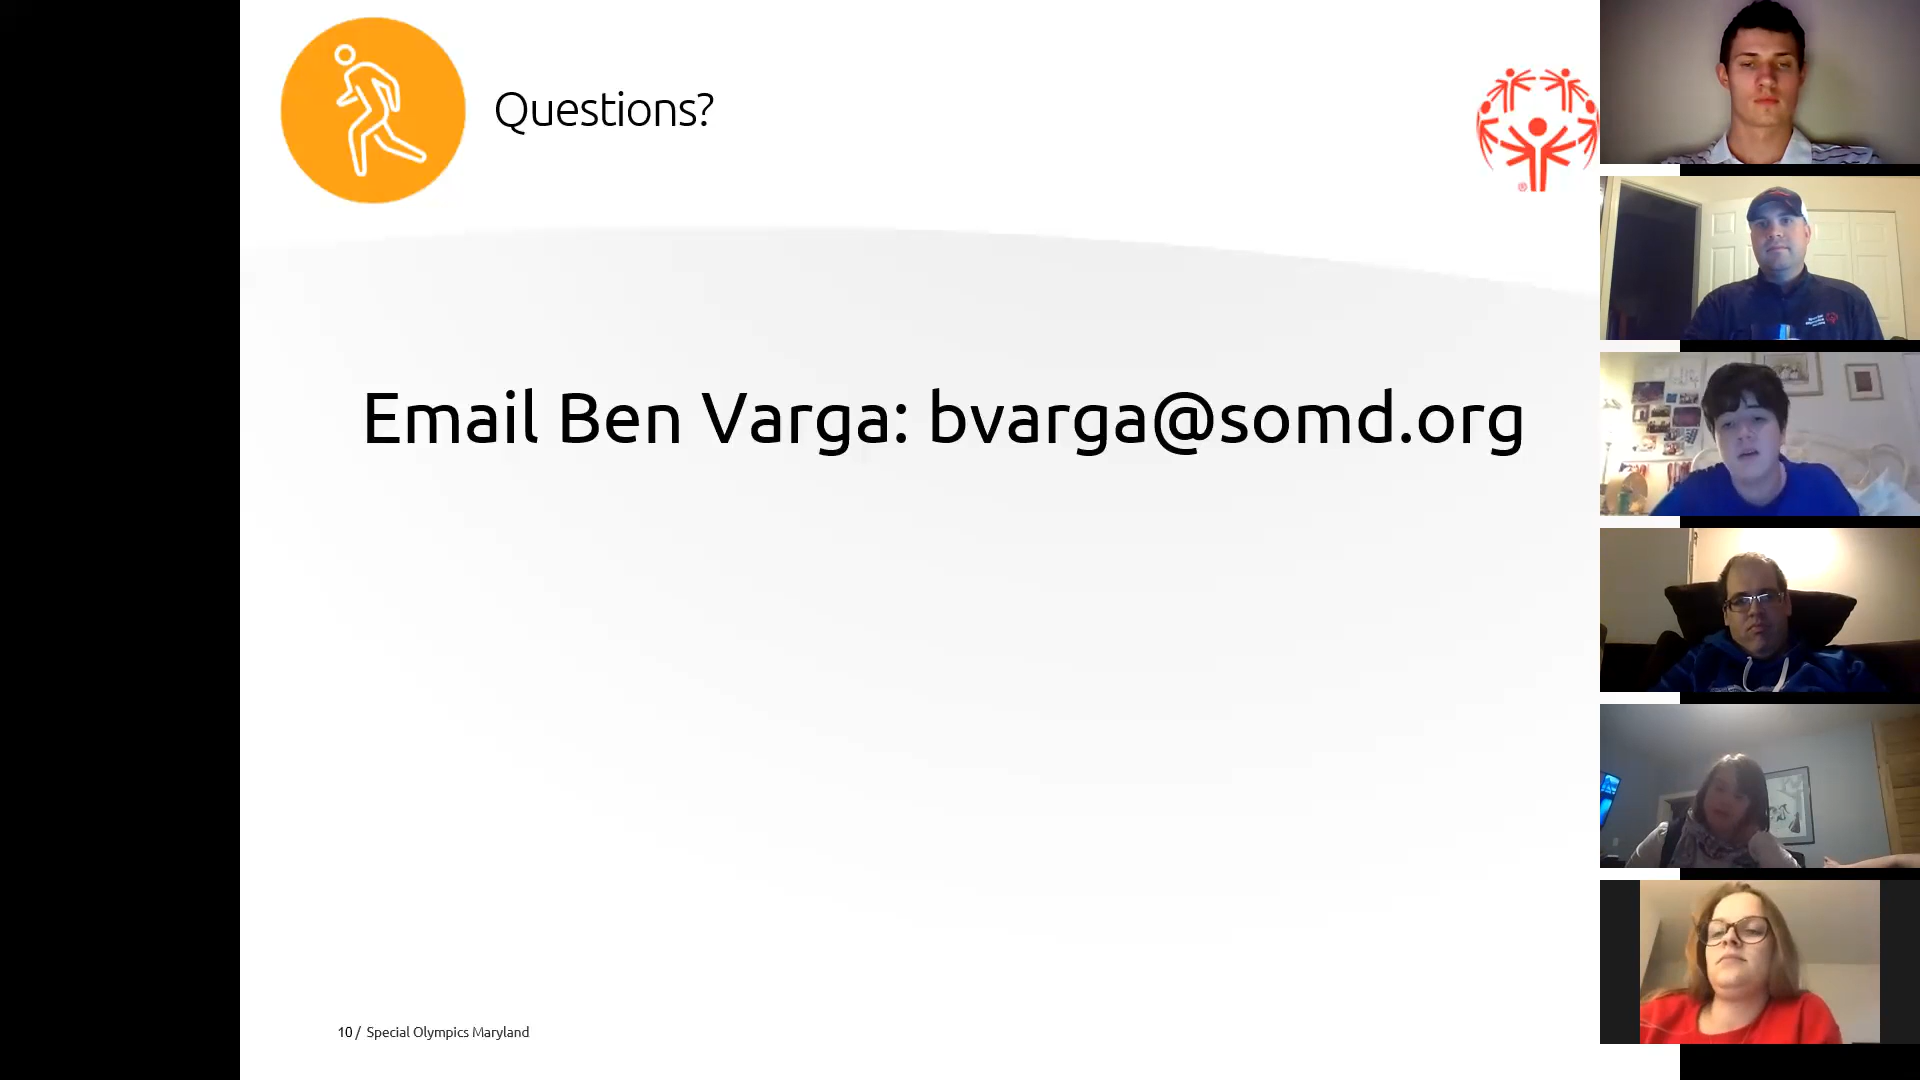 Questions?
®
Email Ben Varga: bvarga@somd.org
10 / Special Olympics Maryland